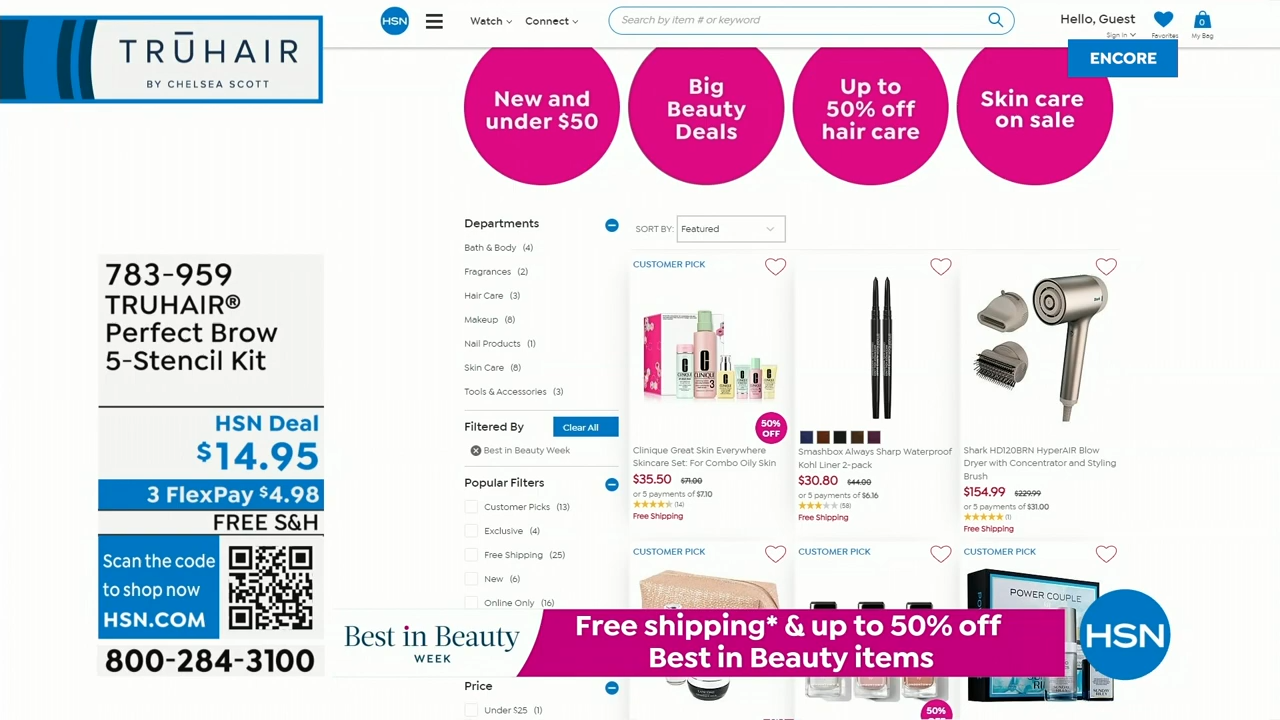 TRŪHAIR
BY CHELSEA SCOTT
HSN
Watch
Connect
Search by item # or keyword
Hello, Guest
Sign In
Favorites
0
My Bag
ENCORE
New and
under $50
Big
Beauty
Deals
Up to
50% off
hair care
Skin care
on sale
783-959
TRUHAIR®
Perfect Brow
5-Stencil Kit
HSN Deal
$14.95
3 FlexPay $4.98
FREE S&H
Scan the code
to shop now
HSN.COM
800-284-3100
Departments
Bath & Body (4)
Fragrances (2)
Hair Care (3)
Makeup (8)
Nail Products (1)
Skin Care (8)
Tools & Accessories (3)
Filtered By
Clear All
Best in Beauty Week
Popular Filters
Customer Picks (13)
Exclusive (4)
Free Shipping (25)
New (6)
Online Only (16)
Price
Under $25 (1)
SORT BY: Featured
CUSTOMER PICK
CLINIQUE
3
50%
OFF
Clinique Great Skin Everywhere
Skincare Set: For Combo Oily Skin
$35.50 $71.00
or 5 payments of $7.10
(14)
Free Shipping
Smashbox Always Sharp Waterproof
Kohl Liner 2-pack
$30.80 $44.00
or 5 payments of $6.16
(58)
Free Shipping
Shark HD120BRN HyperAIR Blow
Dryer with Concentrator and Styling
Brush
$154.99 $229.99
or 5 payments of $31.00
(1)
Free Shipping
CUSTOMER PICK
CUSTOMER PICK
50%
CUSTOMER PICK
POWER COUPLE
Best in Beauty
WEEK
Free shipping* & up to 50% off
Best in Beauty items
HSN